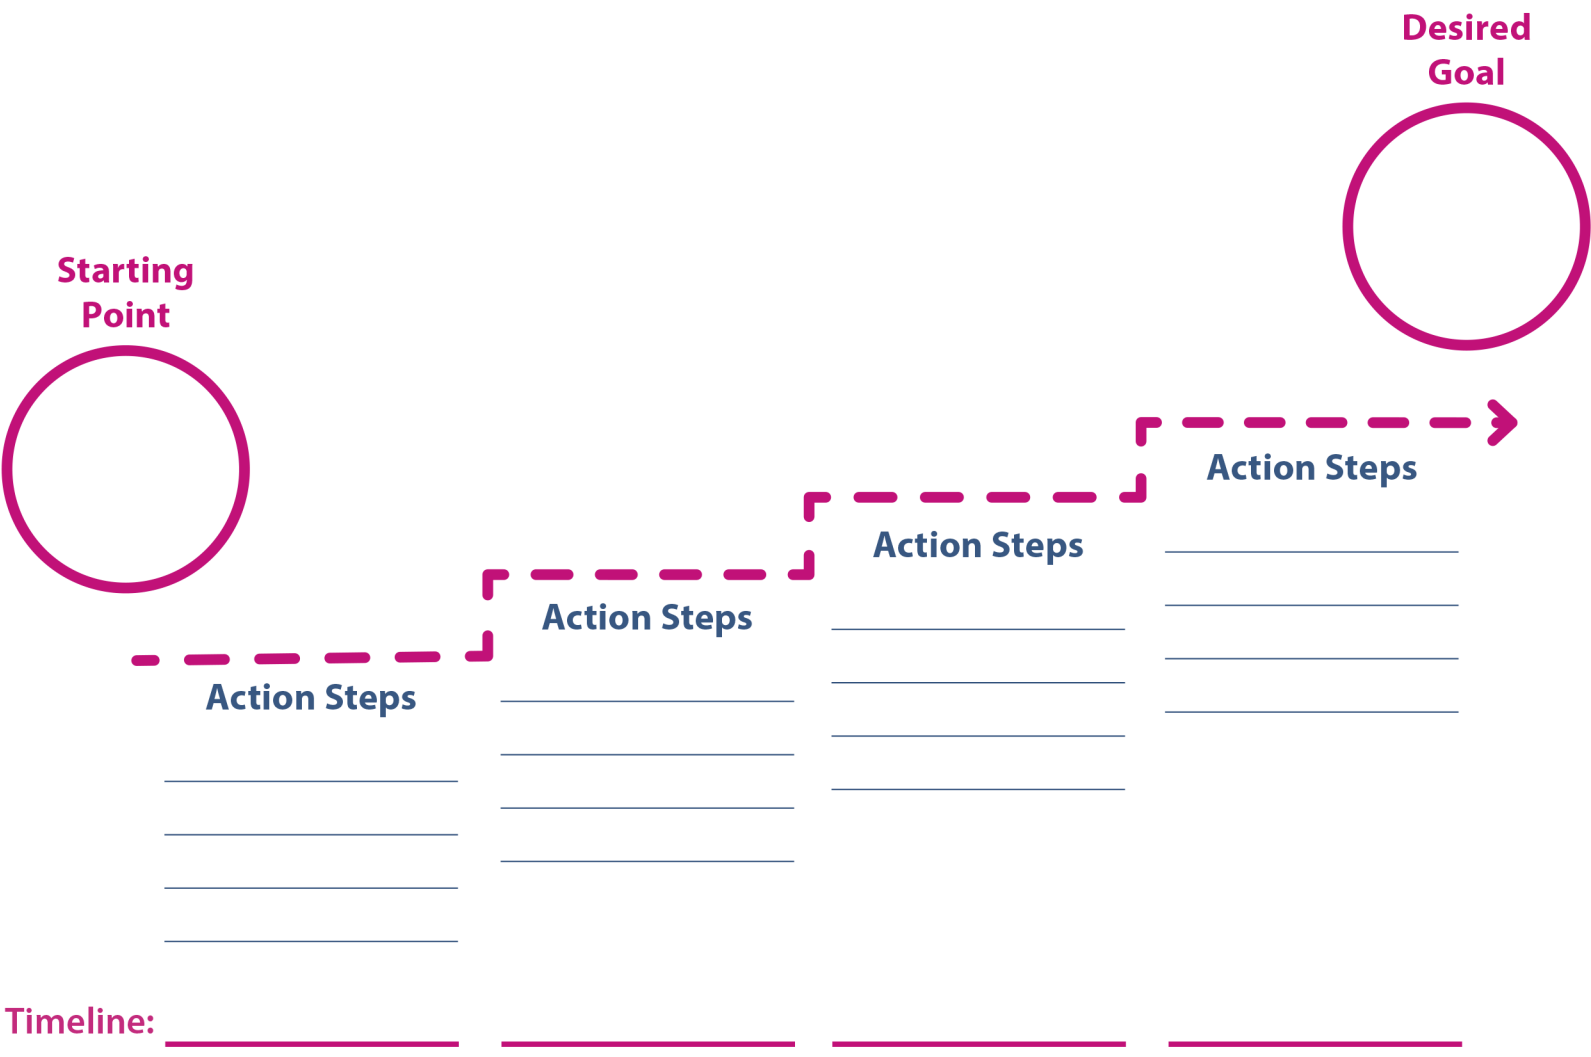 Desired
Goal
Starting
Point
Action Steps
Action Steps
Action Steps
Action Steps
Timeline: